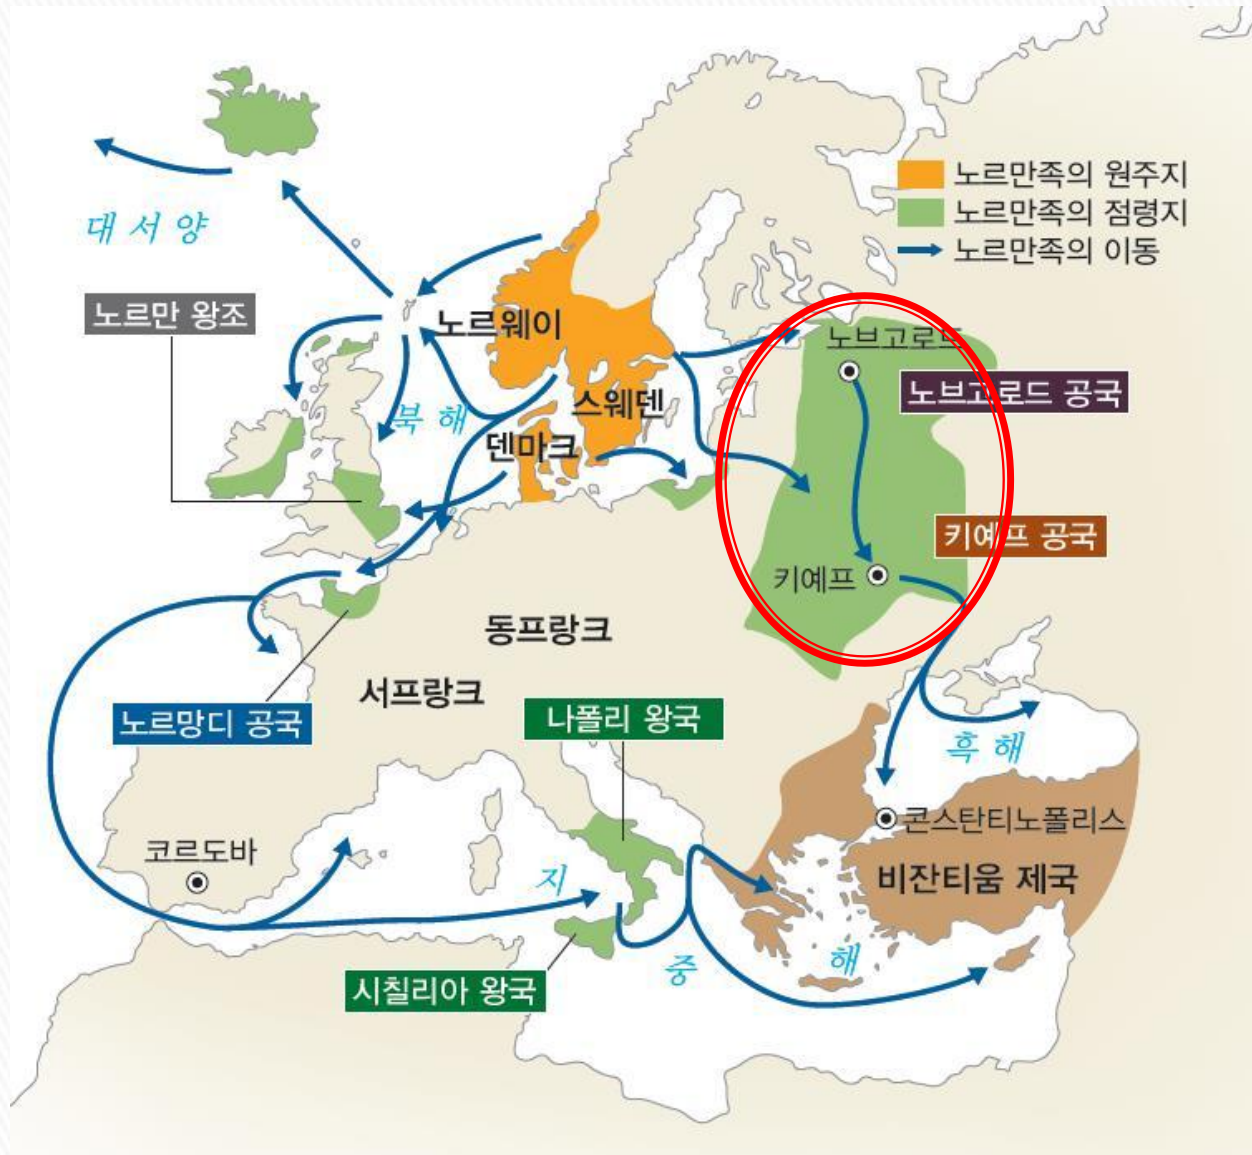 노르만족의 원주지
노르만족의 점령지
노르만족의 이동
대서양
노르만 왕조
노르웨이
노브고로드
노브고로드 공국
스웨덴
북해
덴마크
키예프 공국
키예프
동프랑크
서프랑크
노르망디 공국
나폴리 왕국
흑해
콘스탄티노폴리스
코르도바
비잔티움 제국
지
중
해
시칠리아 왕국